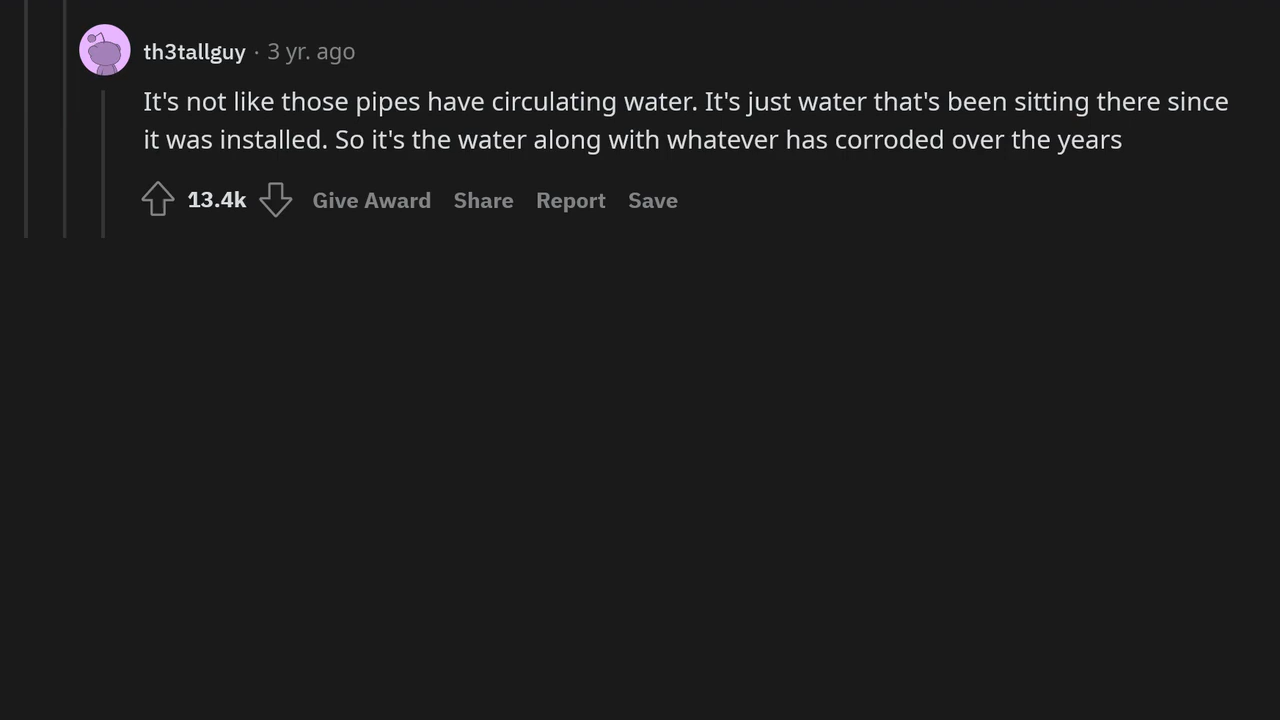 th3tallguy · 3 yr. ago
It's not like those pipes have circulating water. It's just water that's been sitting there since
it was installed. So it's the water along with whatever has corroded over the years
13.4k Give Award Share Report Save